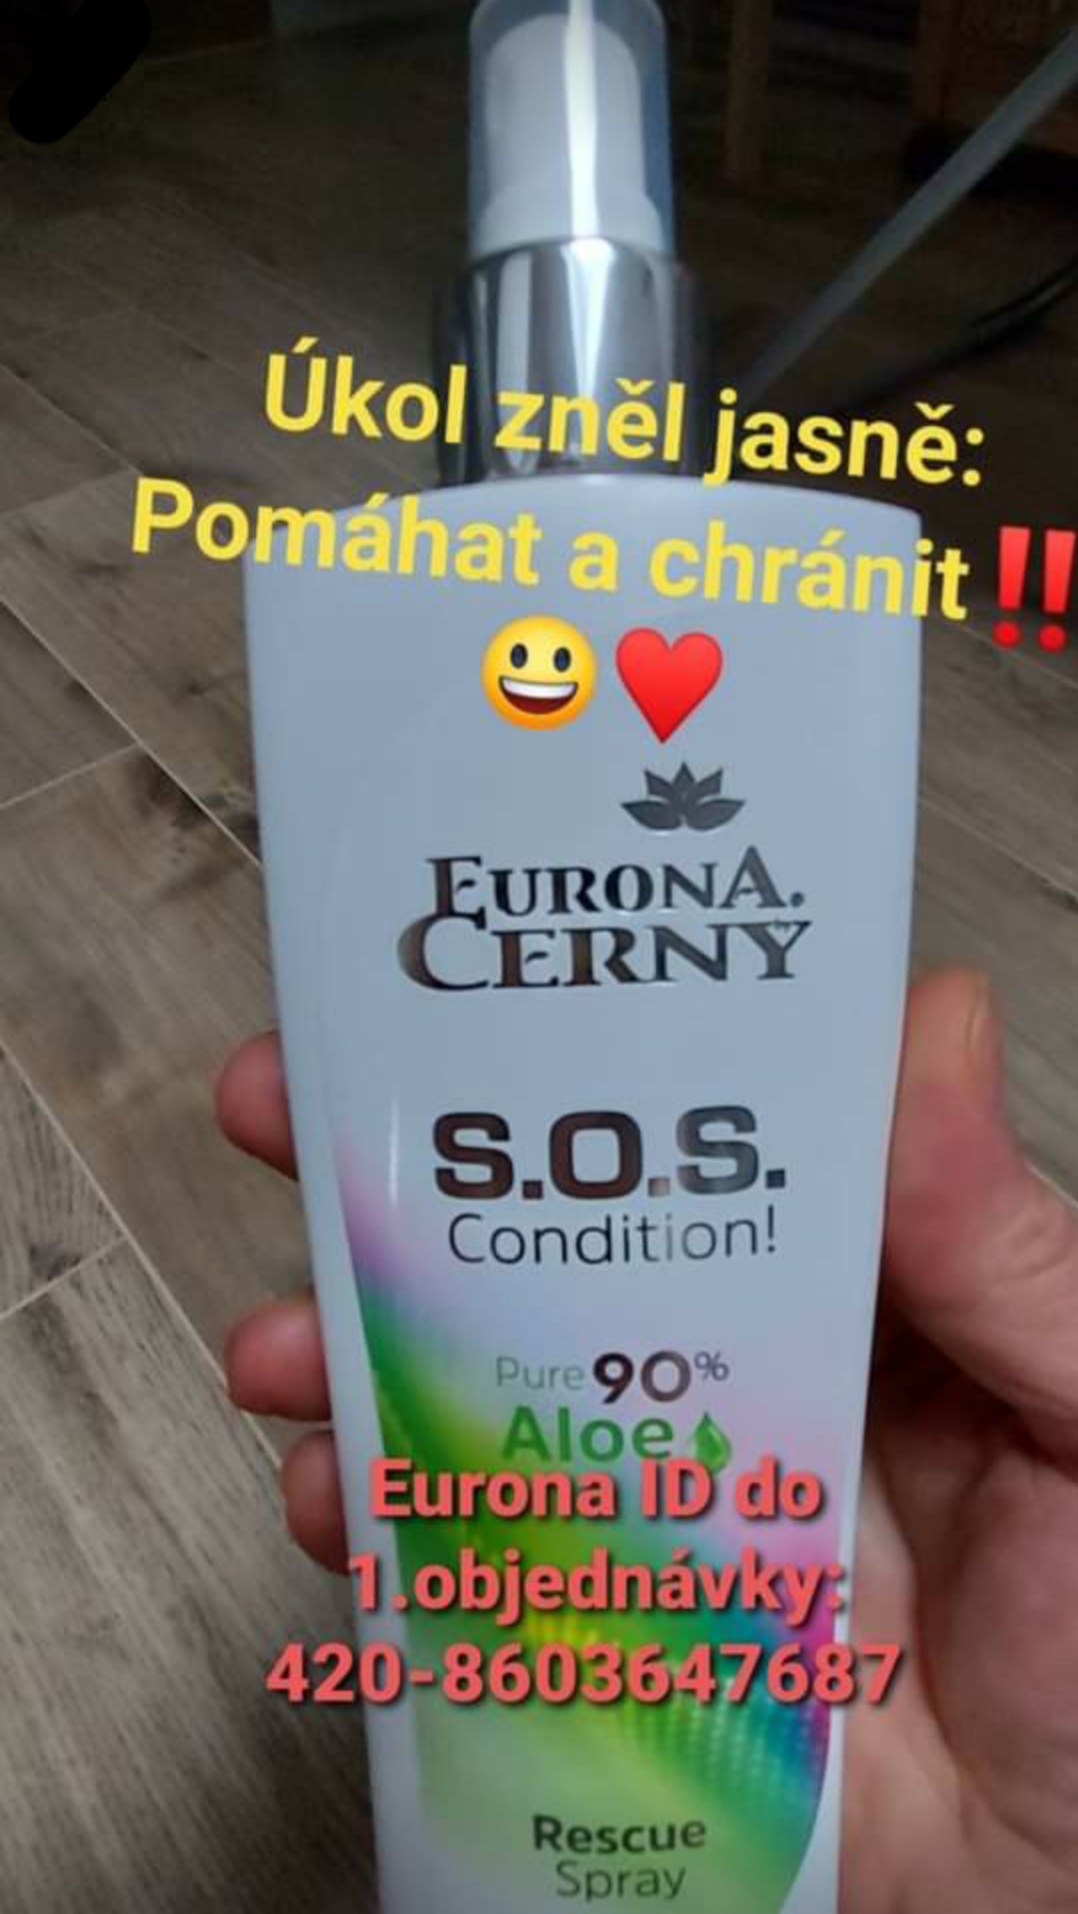 Úkol zněl jasně:
Pomáhat a chránit‼️
😃♥️
EURONA.
by CERNY
S.O.S.
Condition!
Pure 90%
Aloe
Eurona ID do
1.objednávky:
420-8603647687
Rescue
Spray